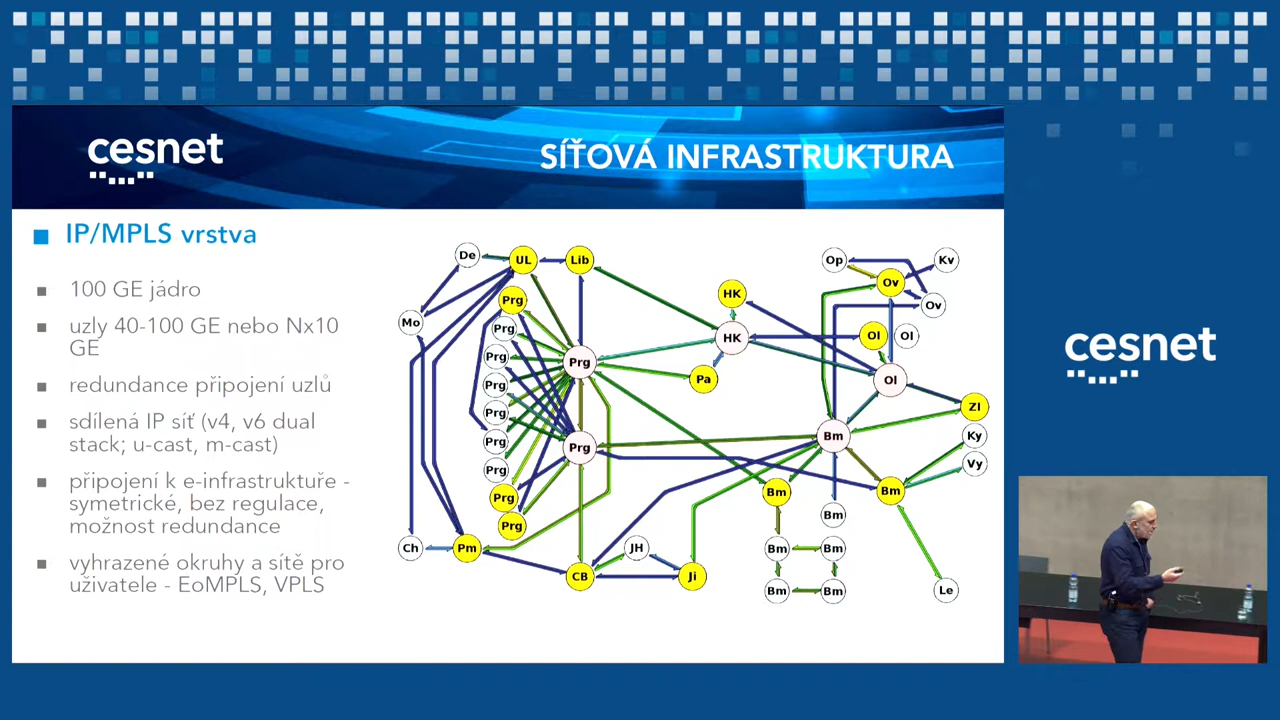 cesnet
SÍŤOVÁ INFRASTRUKTURA
IP/MPLS vrstva
100 GE jádro
uzly 40-100 GE nebo Nx10
GE
redundance připojení uzlů
sdílená IP síť (v4, v6 dual
stack; u-cast, m-cast)
připojení k e-infrastruktuře -
symetrické, bez regulace,
možnost redundance
vyhrazené okruhy a sítě pro
uživatele - EoMPLS, VPLS
De
UL
Lib
Op
Kv
Ov
Ov
HK
Prg
Mo
Prg
HK
Ol
Ol
Prg
Prg
Pa
Ol
Prg
Prg
Zl
Prg
Prg
Bm
Ky
Prg
Vy
Prg
Bm
Bm
Prg
Bm
Ch
Pm
JH
Bm
Bm
CB
Ji
Bm
Bm
Le
cesnet